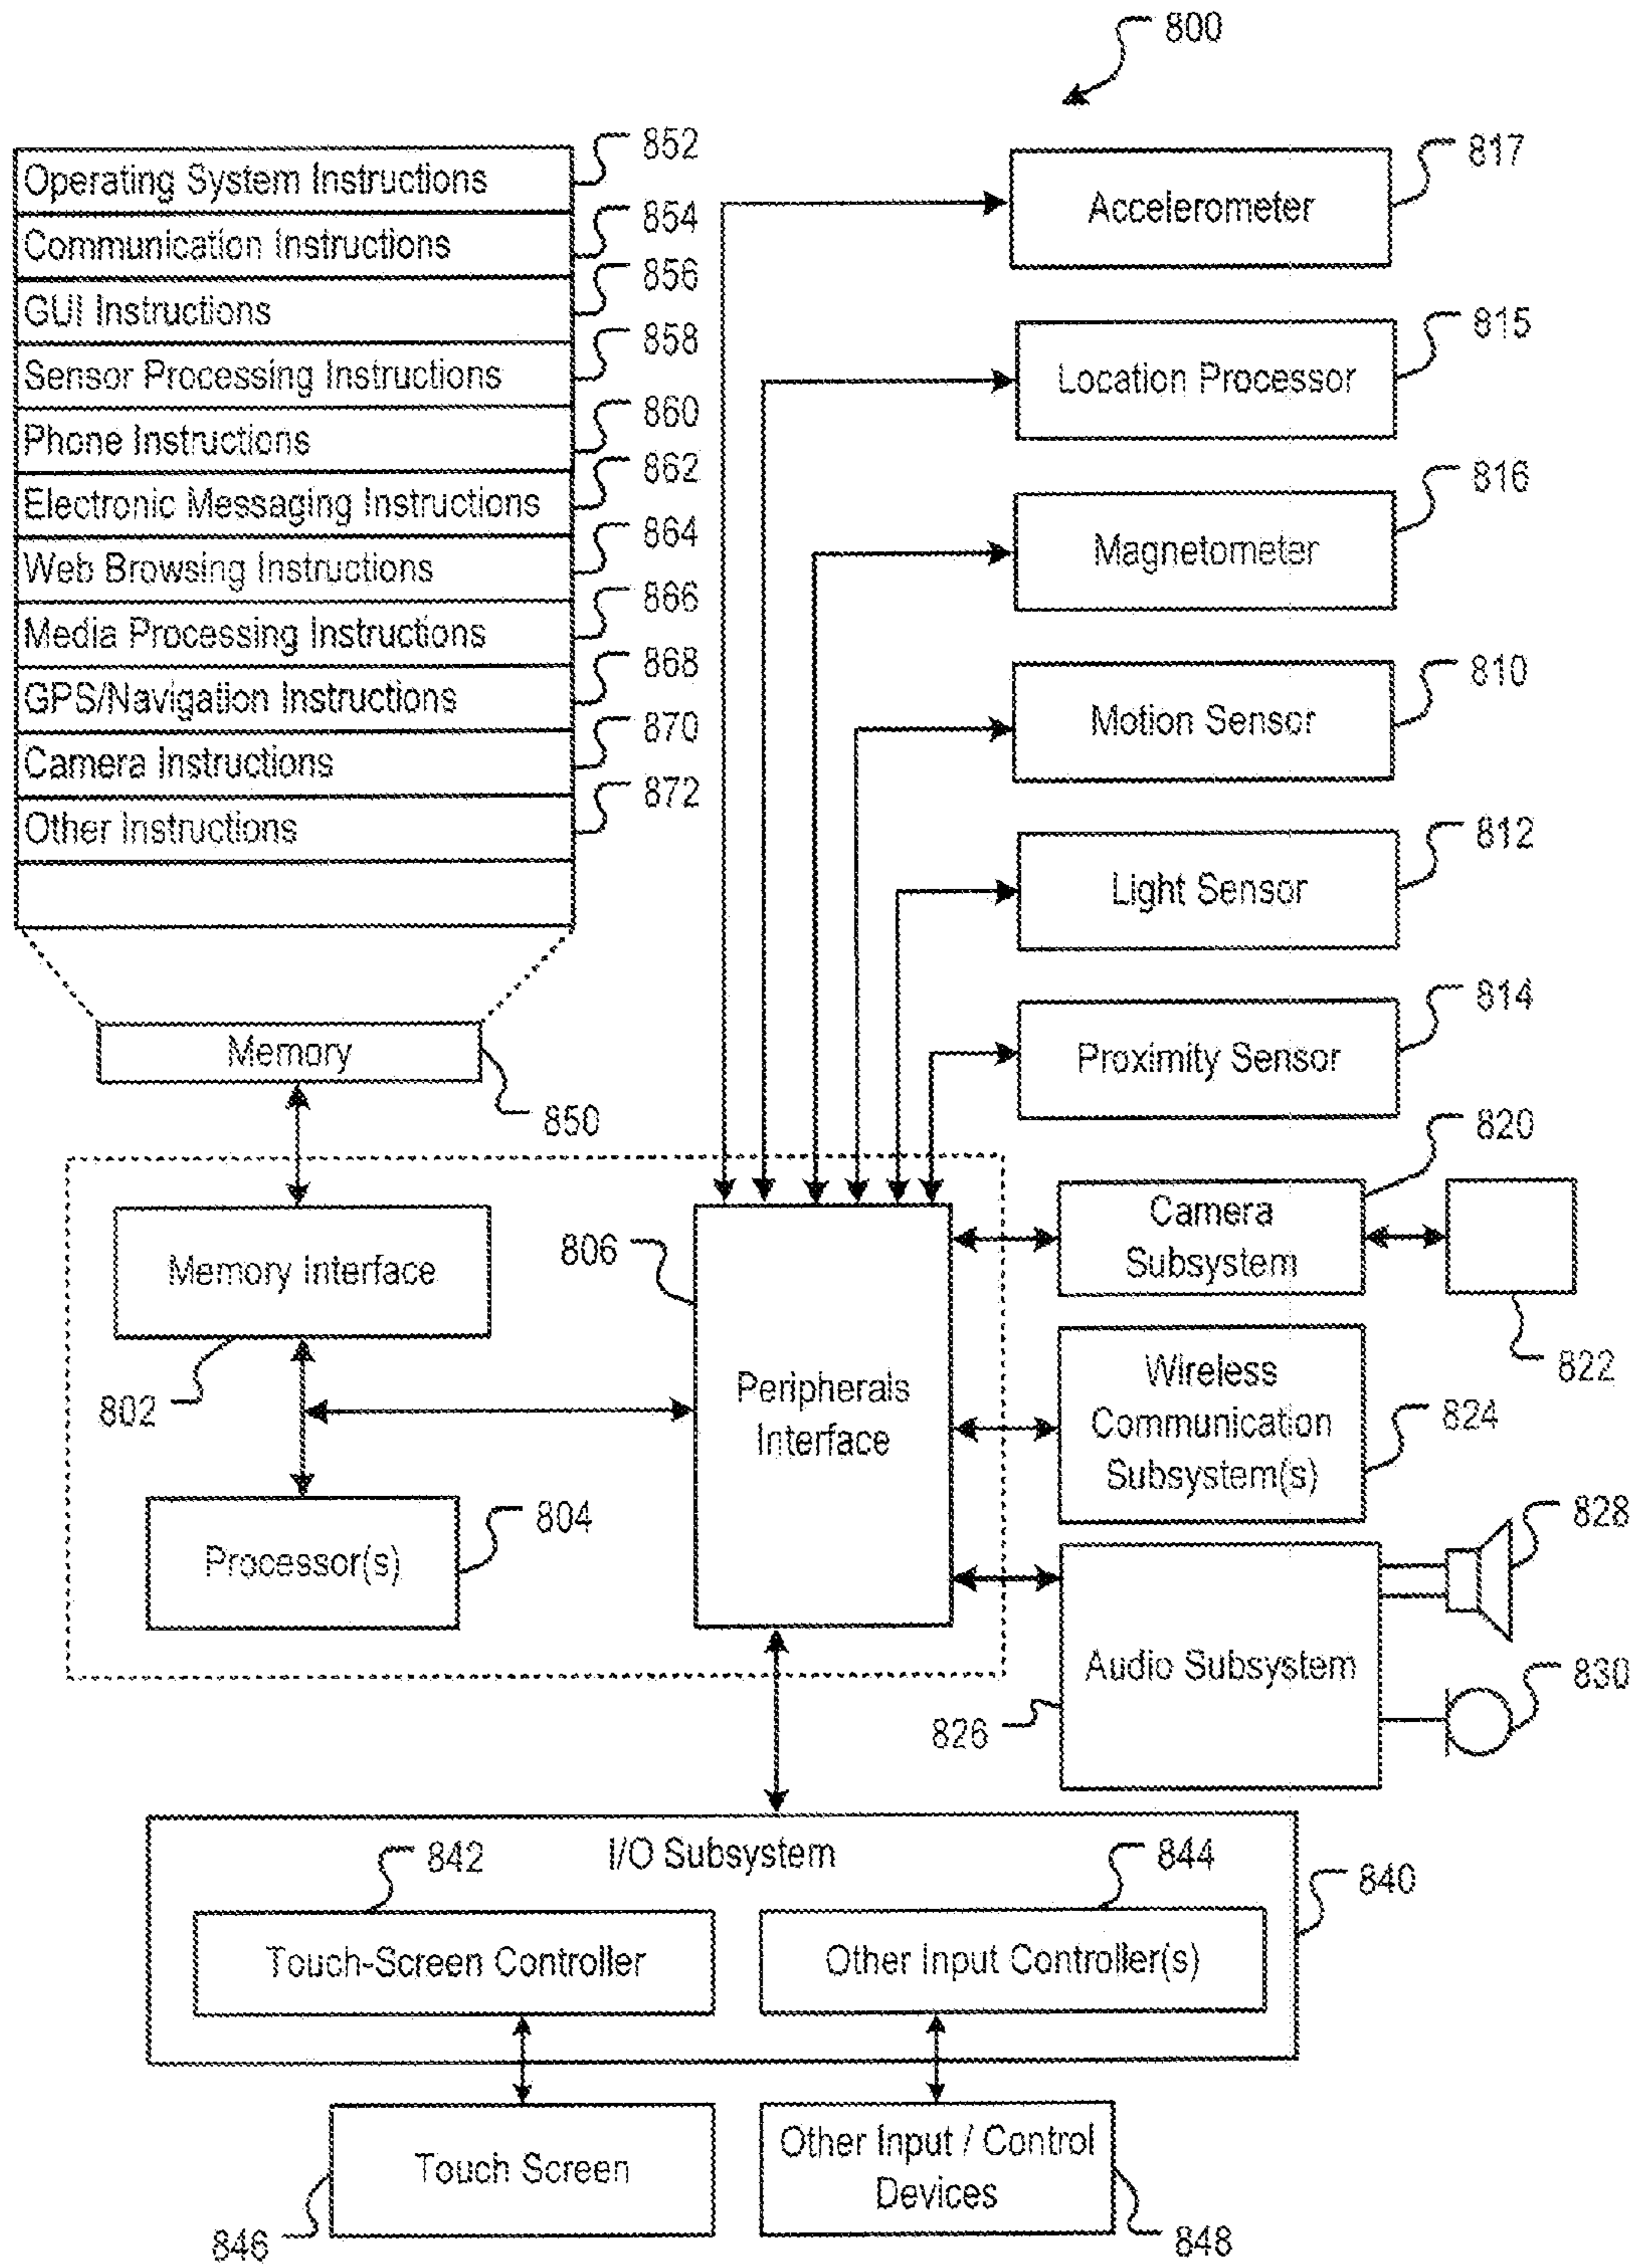 800
852
Operating System Instructions
854
Communication Instructions
856
GUI Instructions
858
Sensor Processing Instructions
860
Phone Instructions
862
Electronic Messaging Instructions
864
Web Browsing Instructions
866
Media Processing Instructions
868
GPS/Navigation Instructions
870
Camera Instructions
872
Other Instructions
Memory
850
817
Accelerometer
815
Location Processor
816
Magnetometer
810
Motion Sensor
812
Light Sensor
814
Proximity Sensor
820
Camera
Subsystem
822
Memory Interface
802
806
Peripherals
Interface
Wireless
Communication
Subsystem(s)
824
Processor(s)
804
828
Audio Subsystem
826
830
I/O Subsystem
842
844
840
Touch-Screen Controller
Other Input Controller(s)
Touch Screen
846
Other Input / Control
Devices
848